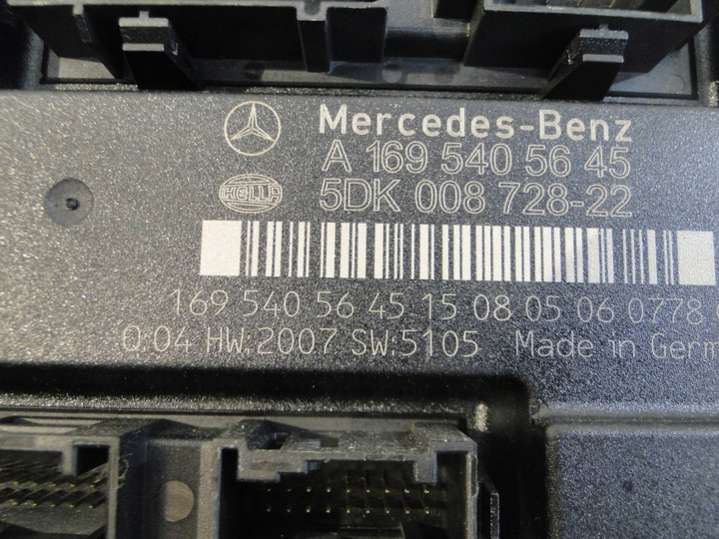 Mercedes-Benz
A 169 540 56 45
HELLA
5DK 008 728-22
169 540 56 45 15 08 05 06 0778
Q:04 HW:2007 SW:5105 Made in Germ